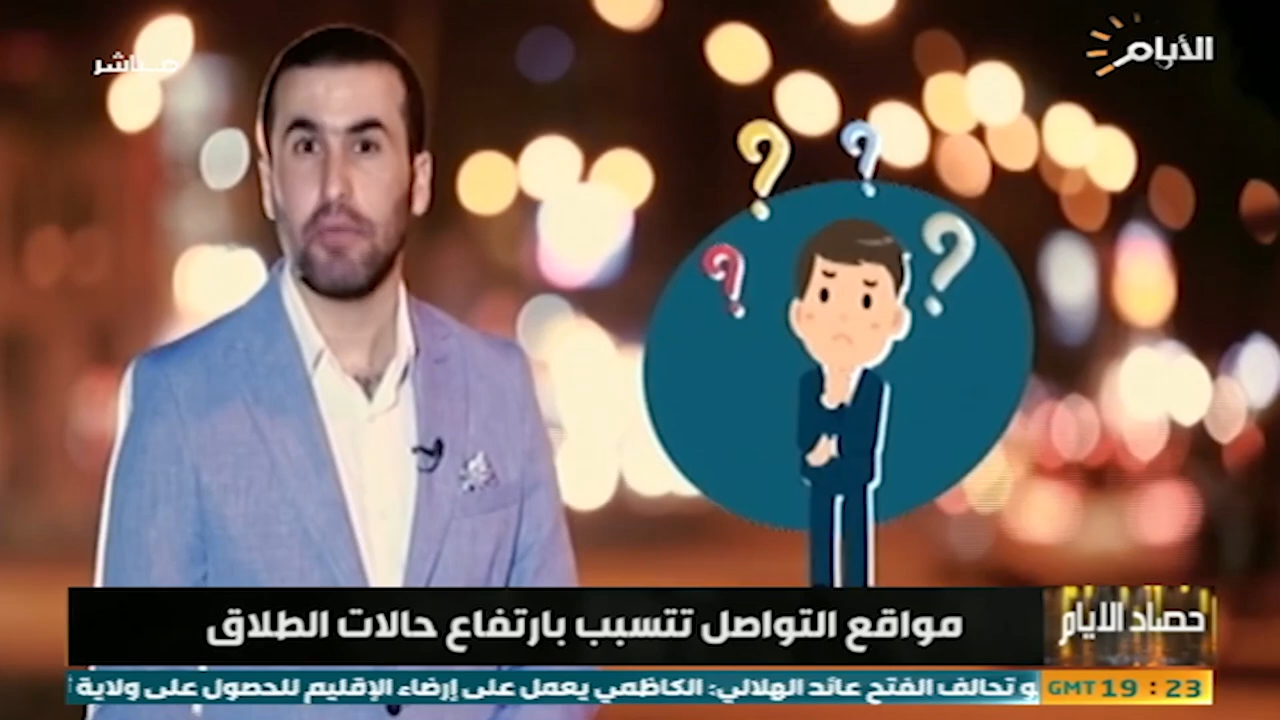 مباشر
الأيام
مواقع التواصل تتسبب بارتفاع حالات الطلاق
حصاد الايام
و تحالف الفتح عائد الهلالي: الكاظمي يعمل على إرضاء الإقليم للحصول على ولاية
GMT 19 : 23